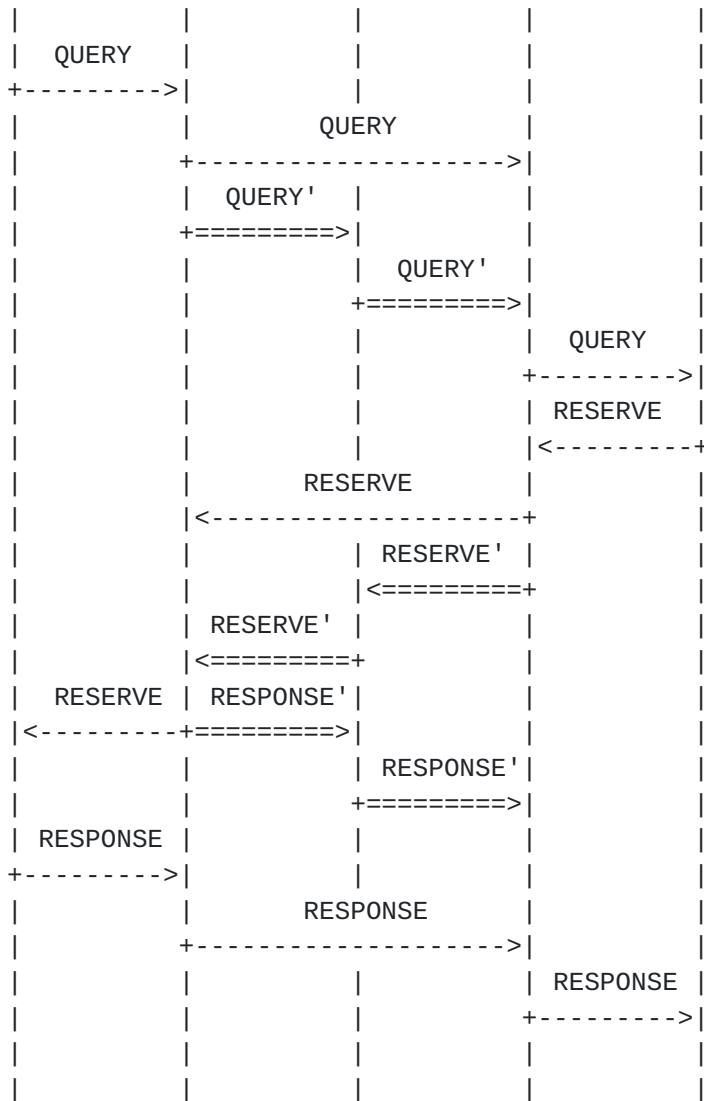 QUERY
QUERY
QUERY'
QUERY'
QUERY
RESERVE
RESERVE
RESERVE'
RESERVE'
RESERVE RESPONSE'
RESPONSE'
RESPONSE
RESPONSE
RESPONSE